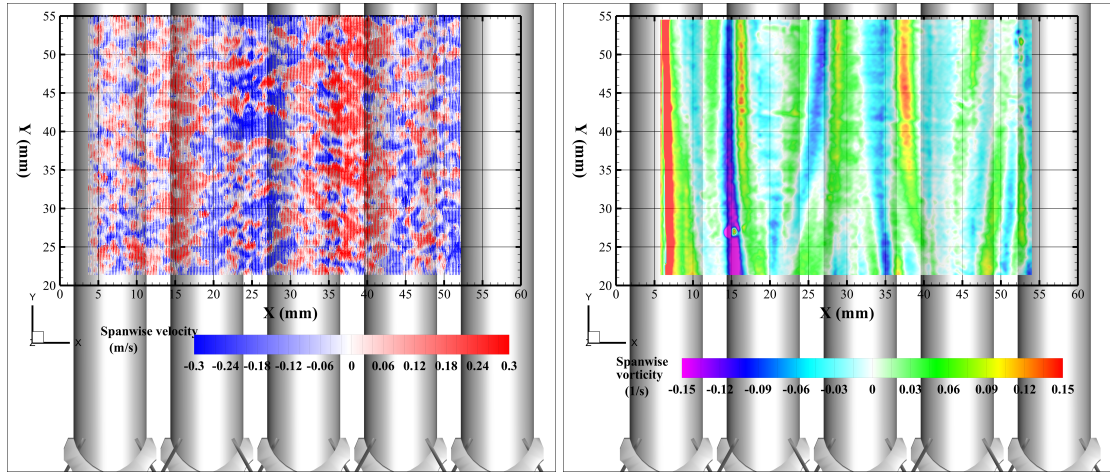 55
50
45
40
35
30
25
20
Y (mm)
0 5 10 15 20 25 30 35 40 45 50 55 60
X (mm)
Y
Z X
Spanwise velocity
(m/s)
-0.3 -0.24 -0.18 -0.12 -0.06 0 0.06 0.12 0.18 0.24 0.3
55
50
45
40
35
30
25
20
Y (mm)
0 5 10 15 20 25 30 35 40 45 50 55 60
X (mm)
Y
Z X
Spanwise
vorticity
(1/s)
-0.15 -0.12 -0.09 -0.06 -0.03 0 0.03 0.06 0.09 0.12 0.15